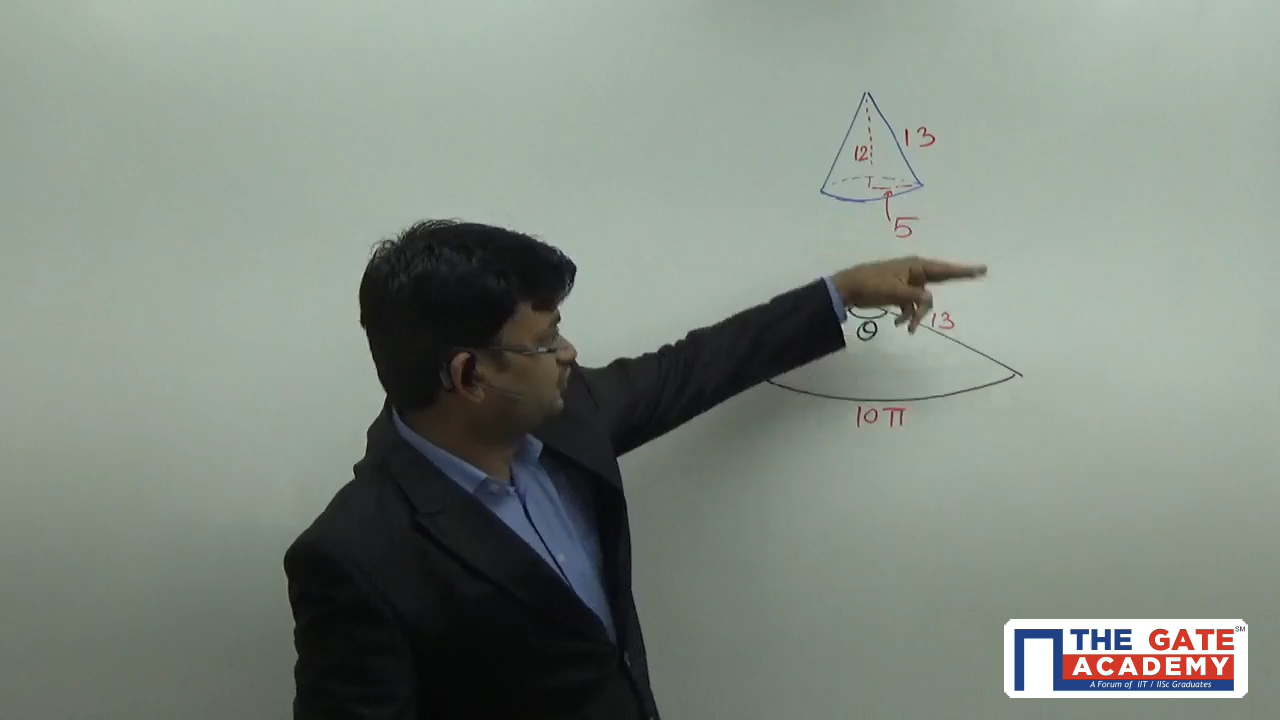 12
13
5
θ
13
10π
THE GATE SM
ACADEMY
A Forum of IIT / IISc Graduates